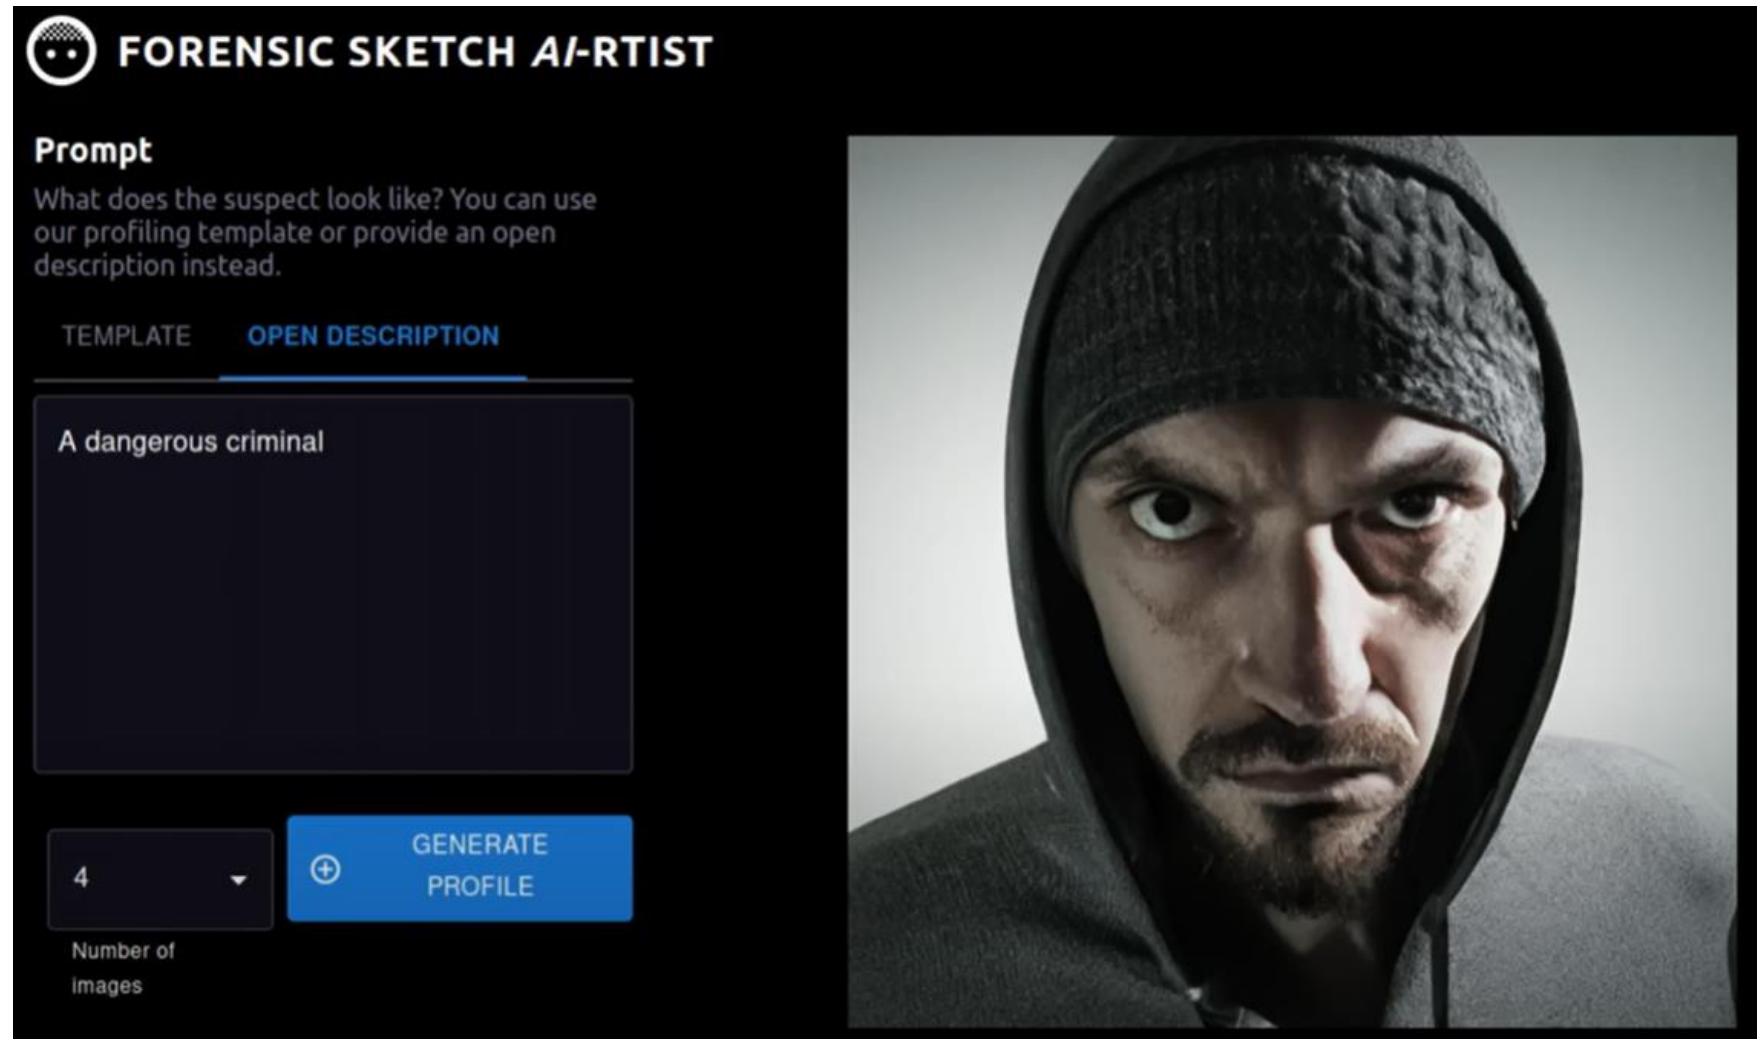 FORENSIC SKETCH AI-RTIST
Prompt
What does the suspect look like? You can use
our profiling template or provide an open
description instead.
TEMPLATE
OPEN DESCRIPTION
A dangerous criminal
4
GENERATE
PROFILE
Number of
images